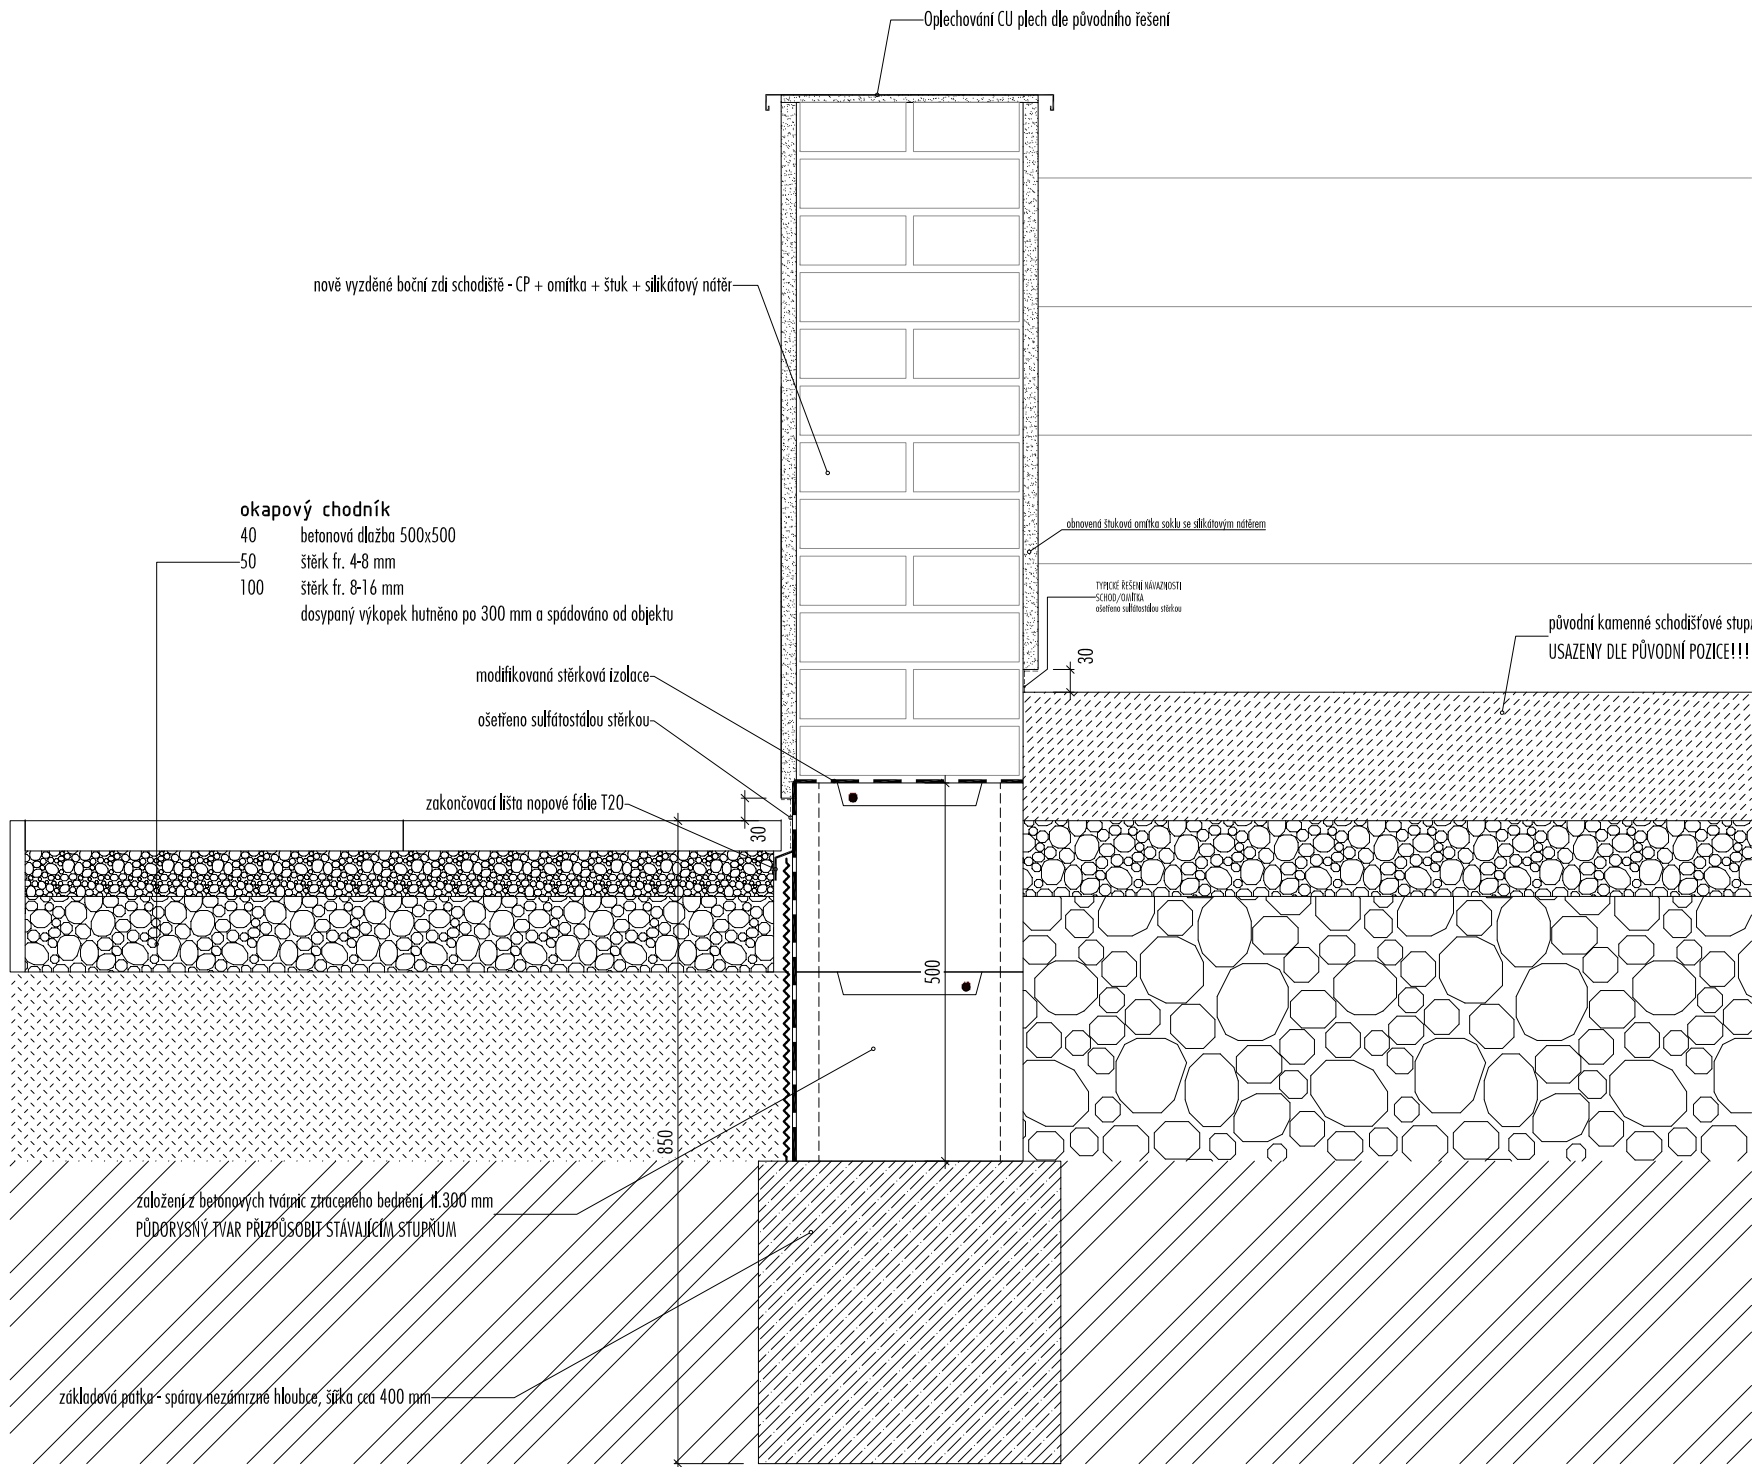 Oplechování CU plech dle původního řešení
nově vyzděné boční zdi schodiště - CP + omítka + štuk + silikátový nátěr
okapový chodník
40 betonová dlažba 500x500
50 štěrk fr. 4-8 mm
100 štěrk fr. 8-16 mm
dosypaný výkopek hutněno po 300 mm a spádováno od objektu
obnovená štuková omítka soklu se silikátovým nátěrem
TYPICKÉ ŘEŠENÍ NÁVAZNOSTI
SCHOD/OMÍTKA
ošetřeno sulfátostálou stěrkou
původní kamenné schodišťové stup
USAZENY DLE PŮVODNÍ POZICE!!!
30
modifikovaná stěrková izolace
ošetřeno sulfátostálou stěrkou
zakončovací lišta nopové fólie T20
30
500
850
založení z betonových tvárnic ztraceného bednění, tl.300 mm
PŮDORYSNÝ TVAR PŘIZPŮSOBIT STÁVAJÍCÍM STUPŇUM
základová patka - spárav nezámrzné hloubce, šířka cca 400 mm